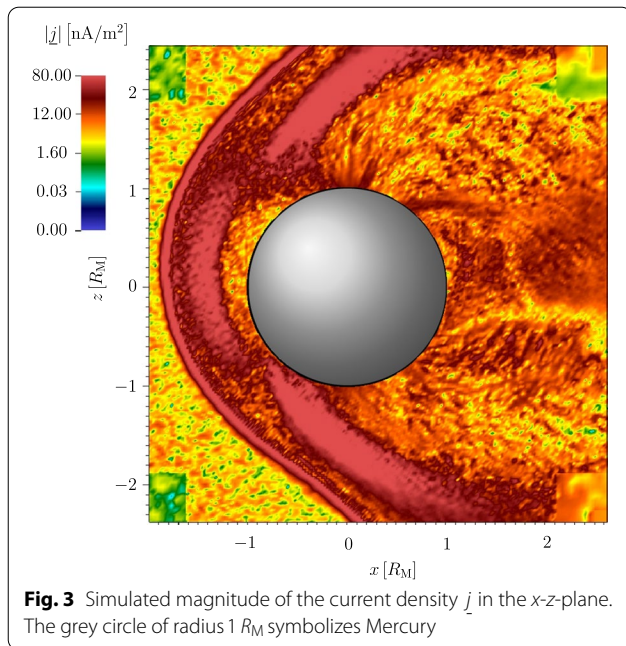 |j| [nA/m²]
80.00
12.00
1.60
0.03
0.00
2
1
0
−1
−2
z [R_M]
−1 0 1 2
x [R_M]
Fig. 3 Simulated magnitude of the current density j in the x-z-plane.
The grey circle of radius 1 R_M symbolizes Mercury